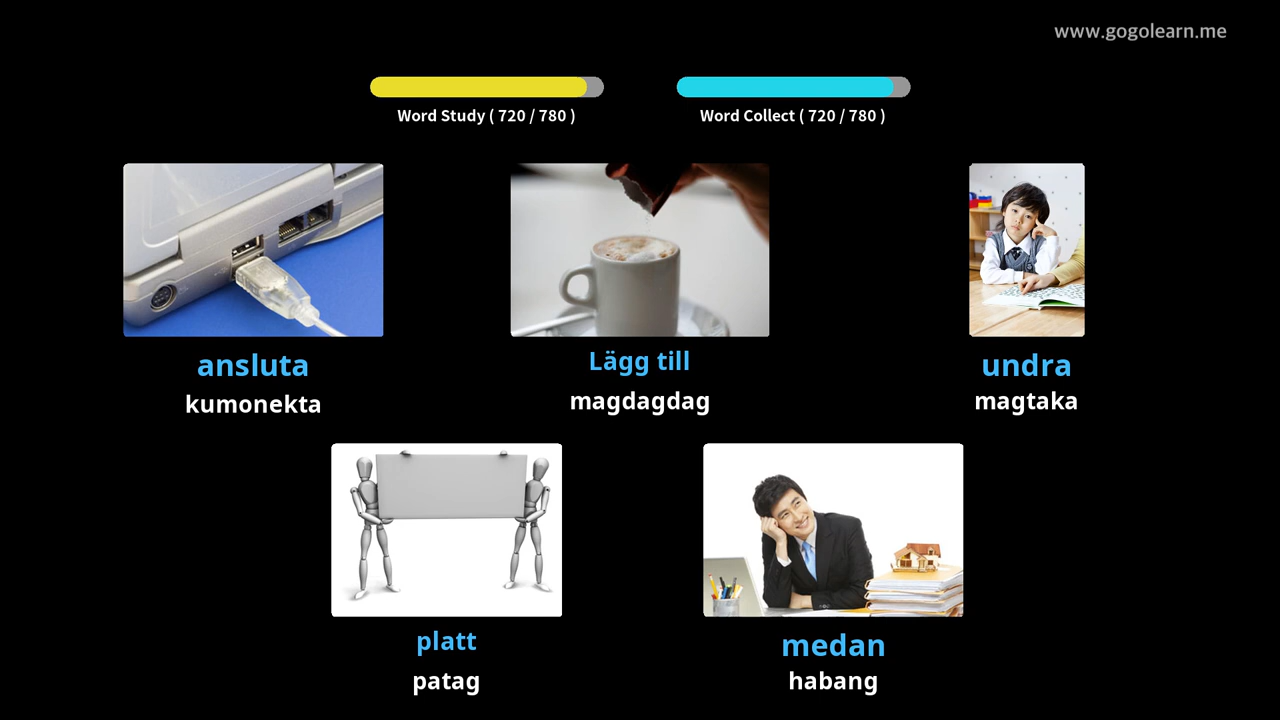 www.gogolearn.me
Word Study ( 720 / 780 )
Word Collect ( 720 / 780 )
ansluta
kumonekta
Lägg till
magdagdag
undra
magtaka
platt
patag
medan
habang